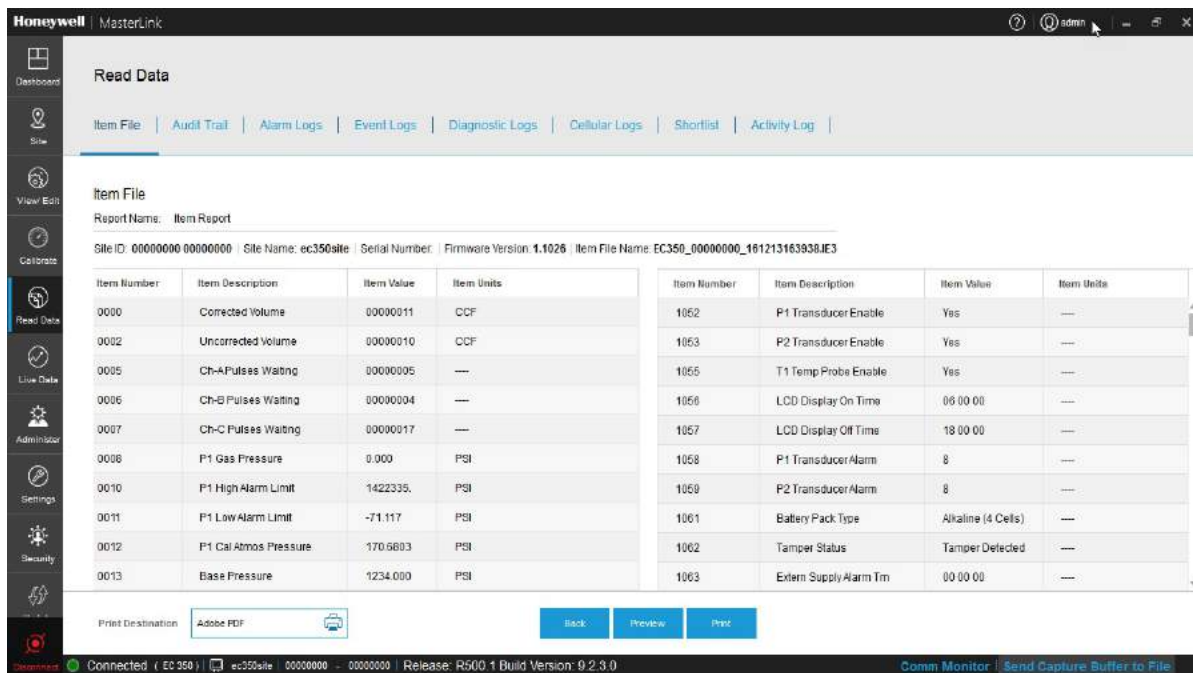 Honeywell | MasterLink
admin
Dashboard
Site
View/ Edit
Calibrate
Read Data
Live Data
Administer
Settings
Security
Disconnect
Read Data
Item File | Audit Trail | Alarm Logs | Event Logs | Diagnostic Logs | Cellular Logs | Shortlist | Activity Log |
Item File
Report Name: Item Report
Site ID: 00000000 00000000 | Site Name: ec350site | Serial Number: | Firmware Version: 1.1026 | Item File Name: EC350_00000000_161213163938.IE3
Item Number Item Description Item Value Item Units
0000 Corrected Volume 00000011 CCF
0002 Uncorrected Volume 00000010 CCF
0005 Ch-A Pulses Waiting 00000005 ----
0006 Ch-B Pulses Waiting 00000004 ----
0007 Ch-C Pulses Waiting 00000017 ----
0008 P1 Gas Pressure 0.000 PSI
0010 P1 High Alarm Limit 1422335. PSI
0011 P1 Low Alarm Limit -71.117 PSI
0012 P1 Cal Atmos Pressure 170.6803 PSI
0013 Base Pressure 1234.000 PSI
Item Number Item Description Item Value Item Units
1052 P1 Transducer Enable Yes ----
1053 P2 Transducer Enable Yes ----
1055 T1 Temp Probe Enable Yes ----
1056 LCD Display On Time 06 00 00 ----
1057 LCD Display Off Time 18 00 00 ----
1058 P1 Transducer Alarm 8 ----
1059 P2 Transducer Alarm 8 ----
1061 Battery Pack Type Alkaline (4 Cells) ----
1062 Tamper Status Tamper Detected ----
1063 Extern Supply Alarm Tm 00 00 00 ----
Print Destination Adobe PDF Back Preview Print
Connected ( EC 350 ) | ec350site | 00000000 - 00000000 | Release: R500.1 Build Version: 9.2.3.0 Comm Monitor | Send Capture Buffer to File